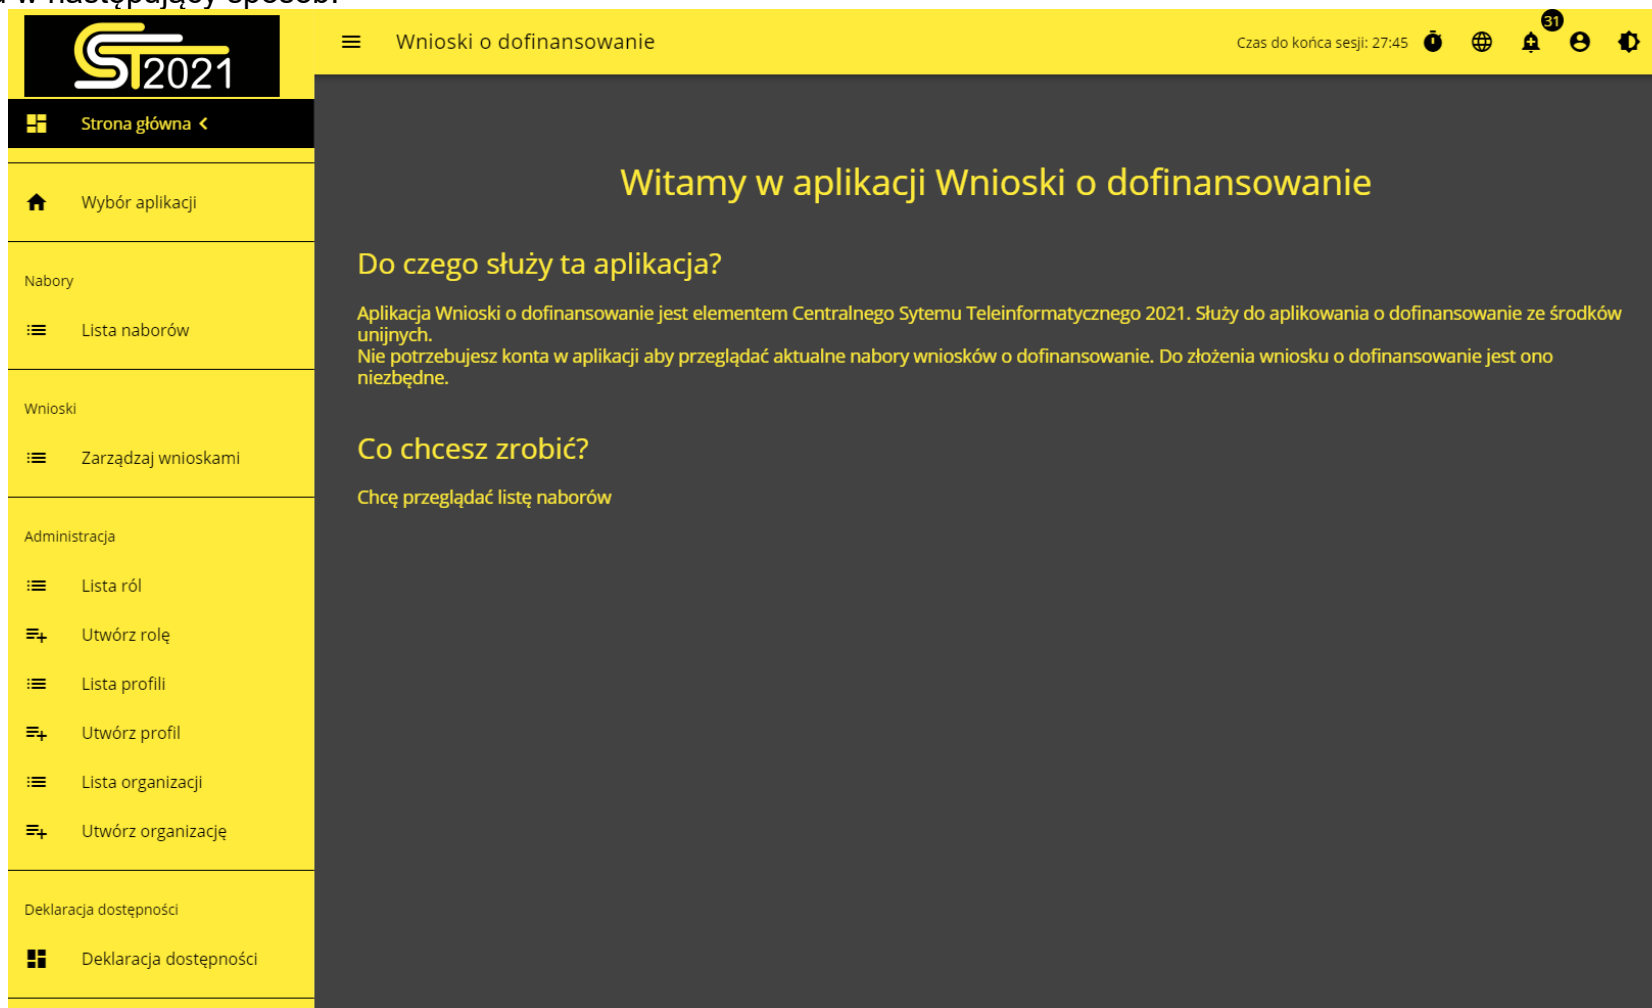 w następujący sposób:
ST2021
Wnioski o dofinansowanie
Czas do końca sesji: 27:45
31
Strona główna
Wybór aplikacji
Nabory
Lista naborów
Wnioski
Zarządzaj wnioskami
Administracja
Lista ról
Utwórz rolę
Lista profili
Utwórz profil
Lista organizacji
Utwórz organizację
Deklaracja dostępności
Deklaracja dostępności
Witamy w aplikacji Wnioski o dofinansowanie
Do czego służy ta aplikacja?
Aplikacja Wnioski o dofinansowanie jest elementem Centralnego Sytemu Teleinformatycznego 2021. Służy do aplikowania o dofinansowanie ze środków
unijnych.
Nie potrzebujesz konta w aplikacji aby przeglądać aktualne nabory wniosków o dofinansowanie. Do złożenia wniosku o dofinansowanie jest ono
niezbędne.
Co chcesz zrobić?
Chcę przeglądać listę naborów